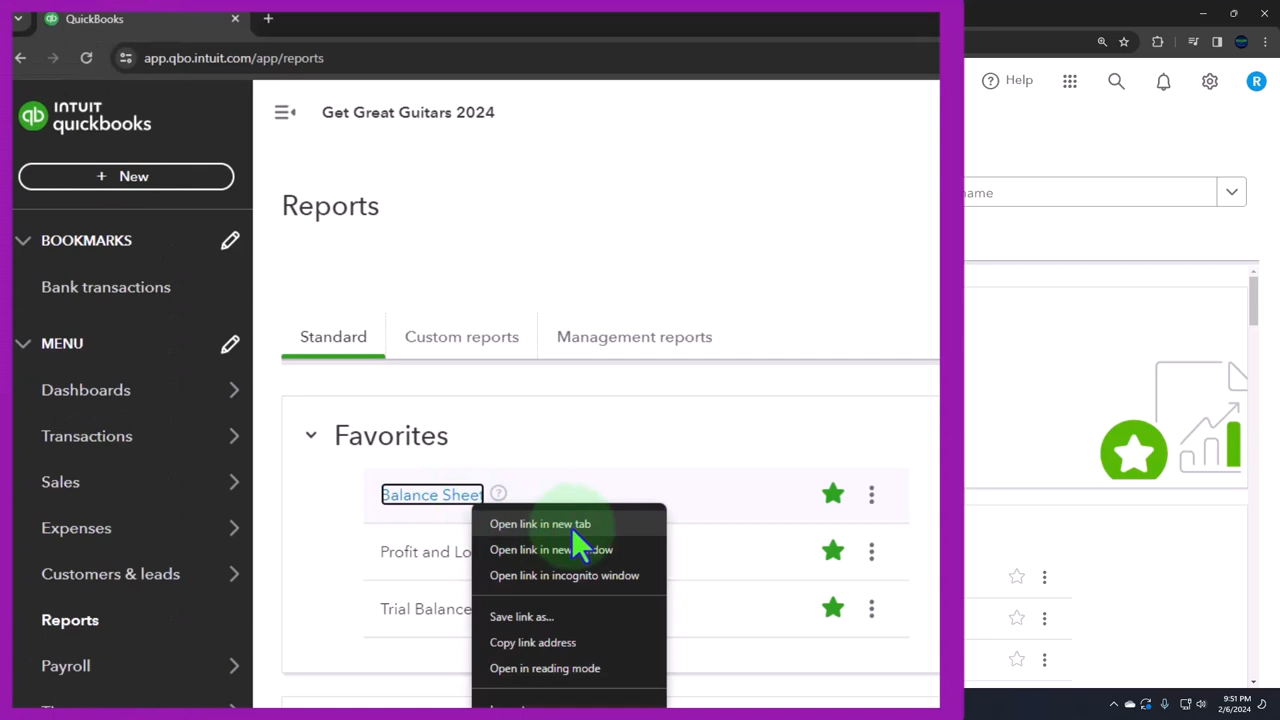 QuickBooks
app.qbo.intuit.com/app/reports
Help
R
qb INTUIT quickbooks
Get Great Guitars 2024
+ New
name
Reports
BOOKMARKS
Bank transactions
Standard
Custom reports
Management reports
MENU
Dashboards
Favorites
Transactions
Sales
Balance Sheet
Open link in new tab
Expenses
Profit and Lo
Open link in new window
Customers & leads
Open link in incognito window
Reports
Trial Balance
Save link as...
Copy link address
Payroll
Open in reading mode
9:51 PM
2/6/2024